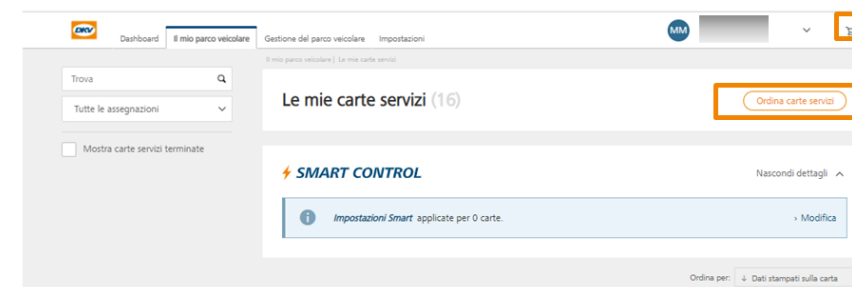 DKV Dashboard Il mio parco veicolare Gestione del parco veicolare Impostazioni MM
Il mio parco veicolare | Le mie carte servizi
Trova
Tutte le assegnazioni
Mostra carte servizi terminate
Le mie carte servizi (16)
Ordina carte servizi
SMART CONTROL
Nascondi dettagli
Impostazioni Smart applicate per 0 carte.
› Modifica
Ordina per: ↓ Dati stampati sulla carta